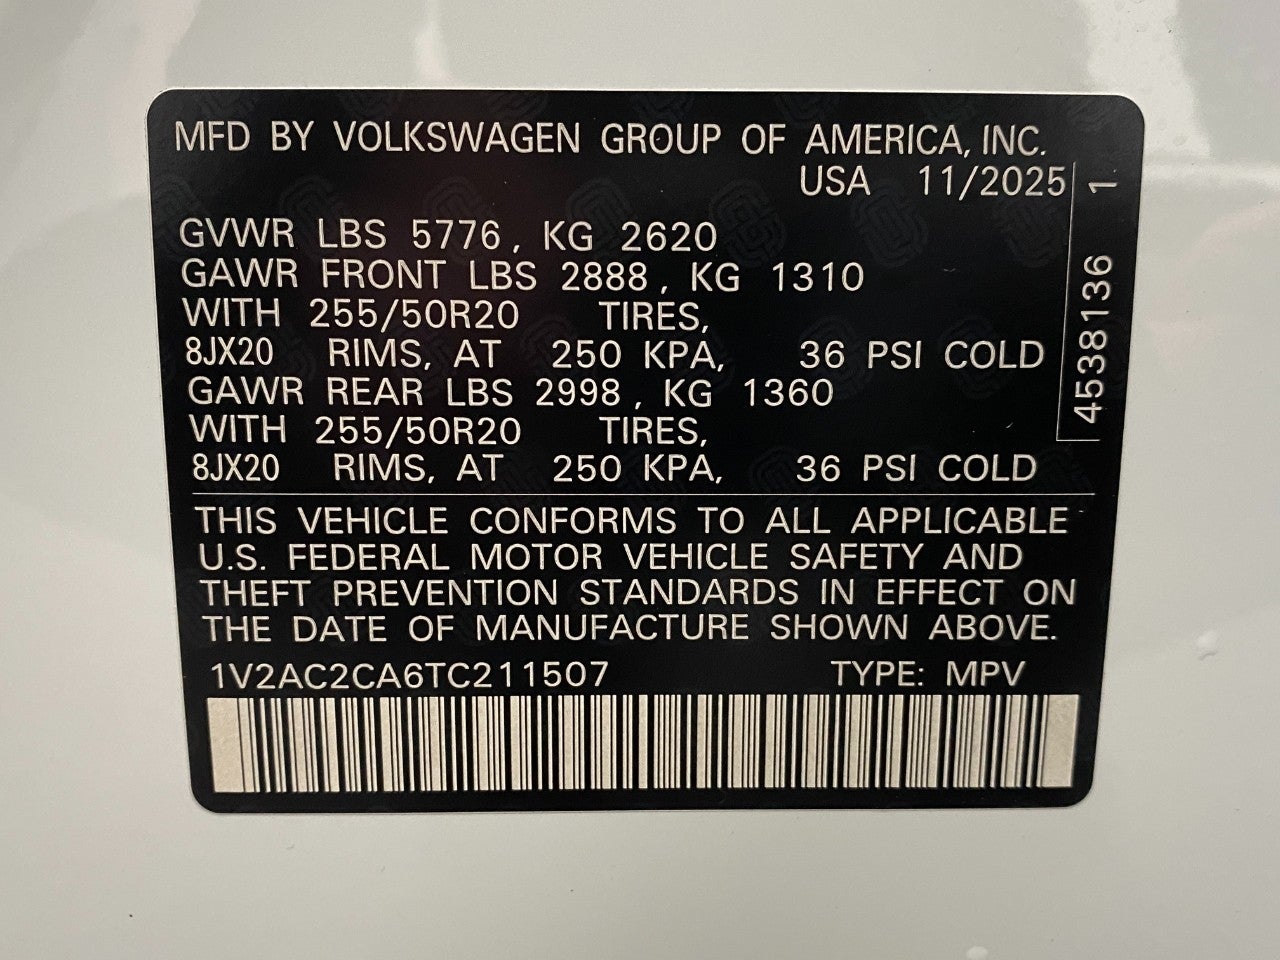 MFD BY VOLKSWAGEN GROUP OF AMERICA, INC.
USA 11/2025
GVWR LBS 5776, KG 2620
GAWR FRONT LBS 2888, KG 1310
WITH 255/50R20 TIRES,
8JX20 RIMS, AT 250 KPA, 36 PSI COLD
GAWR REAR LBS 2998, KG 1360
WITH 255/50R20 TIRES,
8JX20 RIMS, AT 250 KPA, 36 PSI COLD
4538136 1
THIS VEHICLE CONFORMS TO ALL APPLICABLE
U.S. FEDERAL MOTOR VEHICLE SAFETY AND
THEFT PREVENTION STANDARDS IN EFFECT ON
THE DATE OF MANUFACTURE SHOWN ABOVE.
1V2AC2CA6TC211507 TYPE: MPV